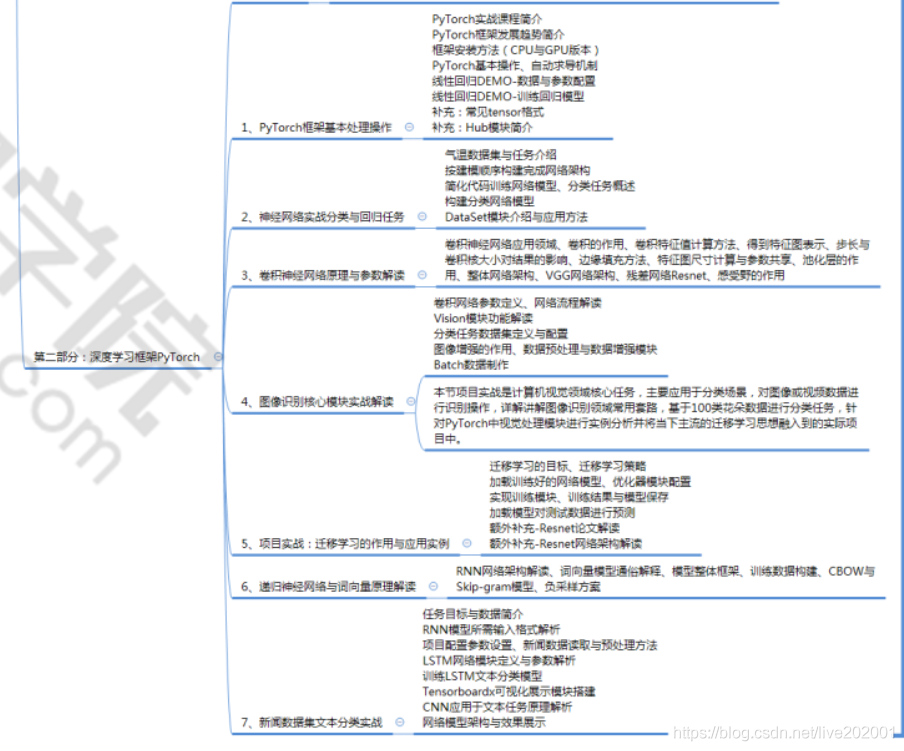 PyTorch实战课程简介
PyTorch框架发展趋势简介
框架安装方法（CPU与GPU版本）
PyTorch基本操作、自动求导机制
线性回归DEMO-数据与参数配置
线性回归DEMO-训练回归模型
补充：常见tensor格式
补充：Hub模块简介
1、PyTorch框架基本处理操作
气温数据集与任务介绍
按建模顺序构建完成网络架构
简化代码训练网络模型、分类任务概述
构建分类网络模型
DataSet模块介绍与应用方法
2、神经网络实战分类与回归任务
卷积神经网络应用领域、卷积的作用、卷积特征值计算方法、得到特征图表示、步长与
卷积核大小对结果的影响、边缘填充方法、特征图尺寸计算与参数共享、池化层的作
用、整体网络架构、VGG网络架构、残差网络Resnet、感受野的作用
3、卷积神经网络原理与参数解读
卷积网络参数定义、网络流程解读
Vision模块功能解读
分类任务数据集定义与配置
图像增强的作用、数据预处理与数据增强模块
Batch数据制作
第二部分：深度学习框架PyTorch
4、图像识别核心模块实战解读
本节项目实战是计算机视觉领域核心任务，主要应用于分类场景，对图像或视频数据进
行识别操作，详解讲解图像识别领域常用套路，基于100类花朵数据进行分类任务，针
对PyTorch中视觉处理模块进行实例分析并将当下主流的迁移学习思想融入到的实际项
目中。
迁移学习的目标、迁移学习策略
加载训练好的网络模型、优化器模块配置
实现训练模块、训练结果与模型保存
加载模型对测试数据进行预测
额外补充-Resnet论文解读
额外补充-Resnet网络架构解读
5、项目实战：迁移学习的作用与应用实例
RNN网络架构解读、词向量模型通俗解释、模型整体框架、训练数据构建、CBOW与
Skip-gram模型、负采样方案
6、递归神经网络与词向量原理解读
任务目标与数据简介
RNN模型所需输入格式解析
项目配置参数设置、新闻数据读取与预处理方法
LSTM网络模块定义与参数解析
训练LSTM文本分类模型
Tensorboardx可视化展示模块搭建
CNN应用于文本任务原理解析
网络模型架构与效果展示
7、新闻数据集文本分类实战
学院
com
https://blog.csdn.net/live202001